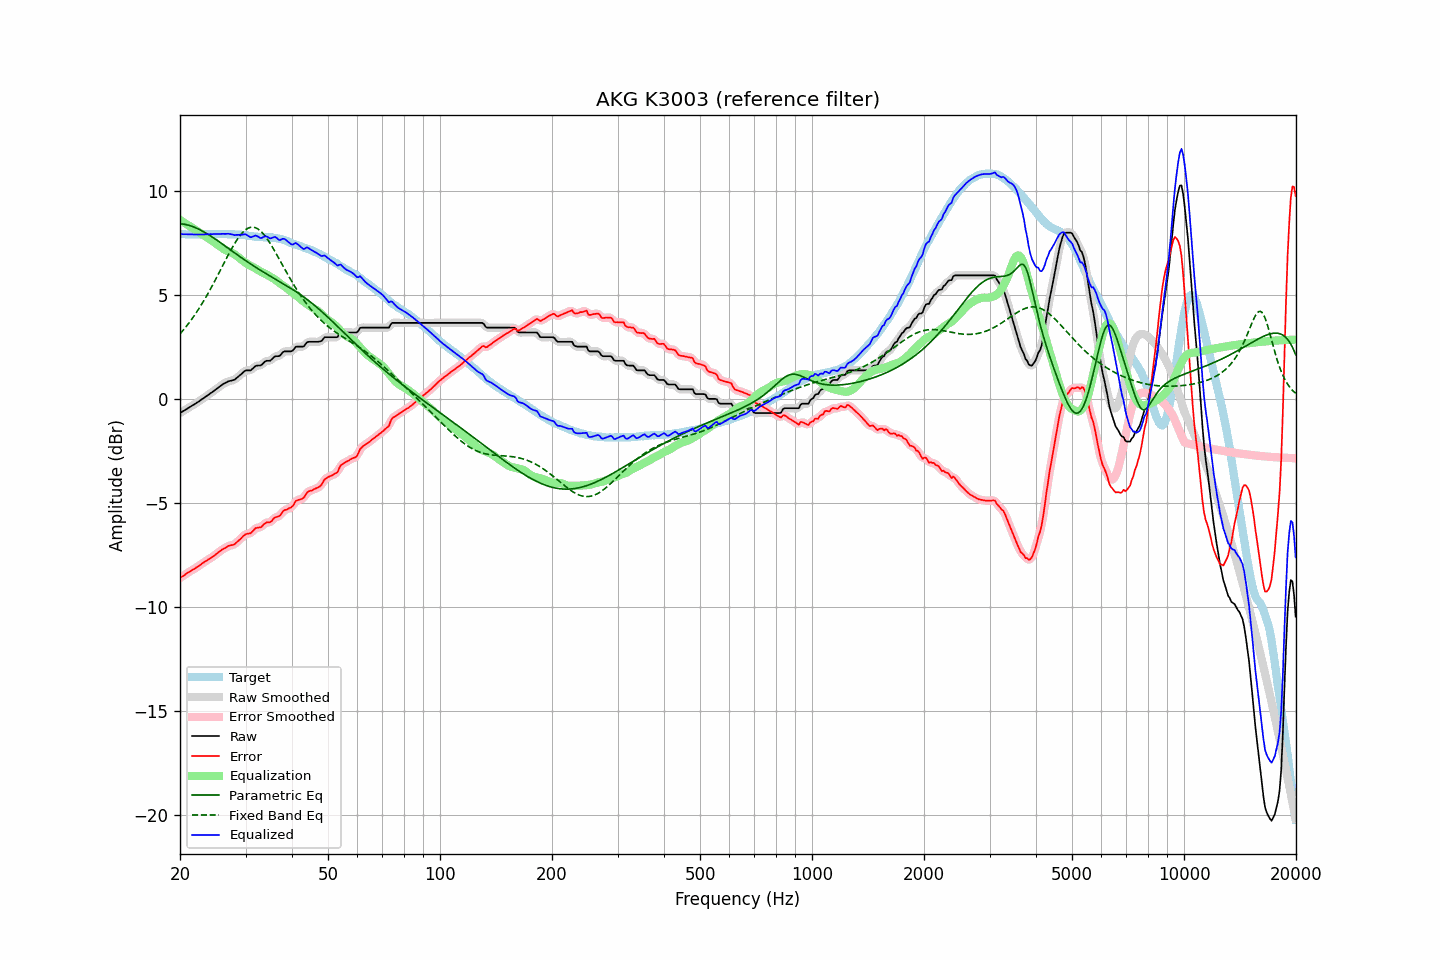 AKG K3003 (reference filter)
Amplitude (dBr)
10
5
0
−5
−10
−15
−20
Target
Raw Smoothed
Error Smoothed
Raw
Error
Equalization
Parametric Eq
Fixed Band Eq
Equalized
20 50 100 200 500 1000 2000 5000 10000 20000
Frequency (Hz)